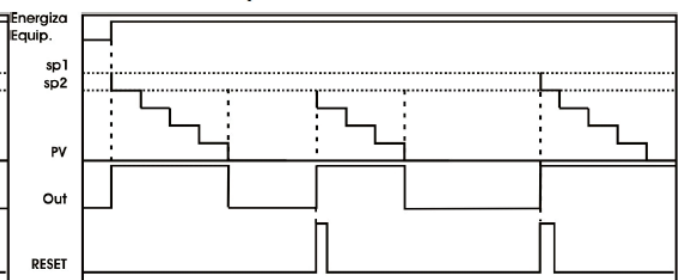 Energiza
Equip.
sp1
sp2
PV
Out
RESET